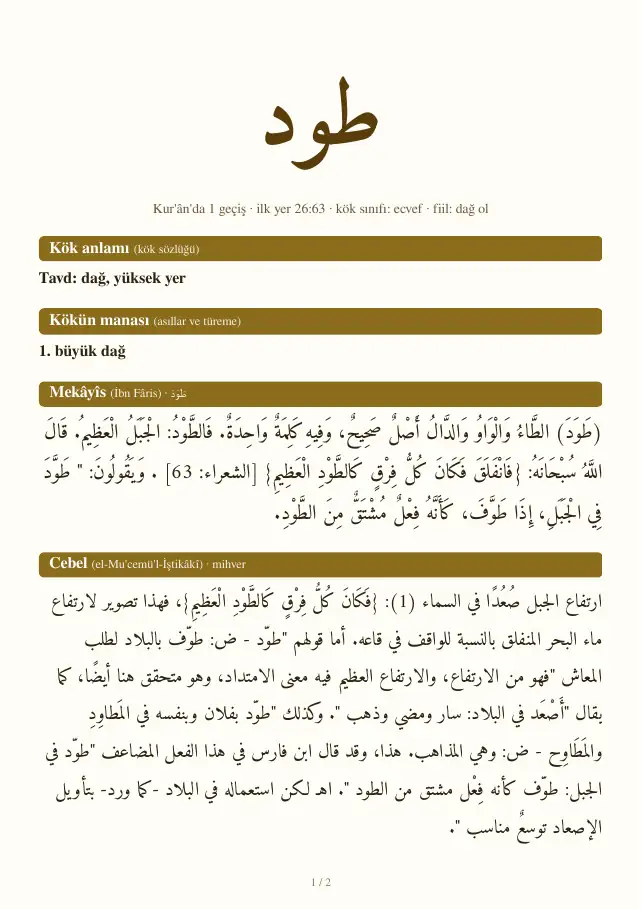 طود
Kur'ân'da 1 geçiş · ilk yer 26:63 · kök sınıfı: ecvef · fiil: dağ ol
Kök anlamı (kök sözlüğü)
Tavd: dağ, yüksek yer
Kökün manası (asıllar ve türeme)
1. büyük dağ
Mekâyîs (İbn Fâris) · طَوَدَ
(طَوَدَ) الطَّاءُ وَالْوَاوُ وَالدَّالُ أَصْلٌ صَحِيحٌ، وَفِيهِ كَلِمَةٌ وَاحِدَةٌ. فَالطَّوْدُ: الْجَبَلُ الْعَظِيمُ. قَالَ
اللَّهُ سُبْحَانَهُ: {فَانْفَلَقَ فَكَانَ كُلُّ فِرْقٍ كَالطَّوْدِ الْعَظِيمِ} [الشعراء: 63] . وَيَقُولُونَ: " طَوَّدَ
فِي الْجَبَلِ، إِذَا طَوَّفَ، كَأَنَّهُ فِعْلٌ مُشْتَقٌّ مِنَ الطَّوْدِ.
Cebel (el-Mu'cemü'l-İştikâkî) · mihver
ارتفاع الجبل صُعُدًا في السماء (1): {فَكَانَ كُلُّ فِرْقٍ كَالطَّوْدِ الْعَظِيمِ}، فهذا تصوير لارتفاع
ماء البحر المنفلق بالنسبة للواقف في قاعه. أما قولهم "طوّد - ض: طوّف بالبلاد لطلب
المعاش "فهو من الارتفاع، والارتفاع العظيم فيه معنى الامتداد، وهو متحقق هنا أيضًا، كما
يقال "أَصْعَد في البلاد: سار ومضي وذهب ". وكذلك "طوّد بفلان وبنفسه في المَطاوِدِ
والمَطَاوِح - ض: وهي المذاهب. هذا، وقد قال ابن فارس في هذا الفعل المضاعف "طوّد في
الجبل: طوّف كأنه فِعْل مشتق من الطود ". اهـ لكن استعماله في البلاد -كما ورد- بتأويل
الإصعاد توسعٌ مناسب ".
1 / 2